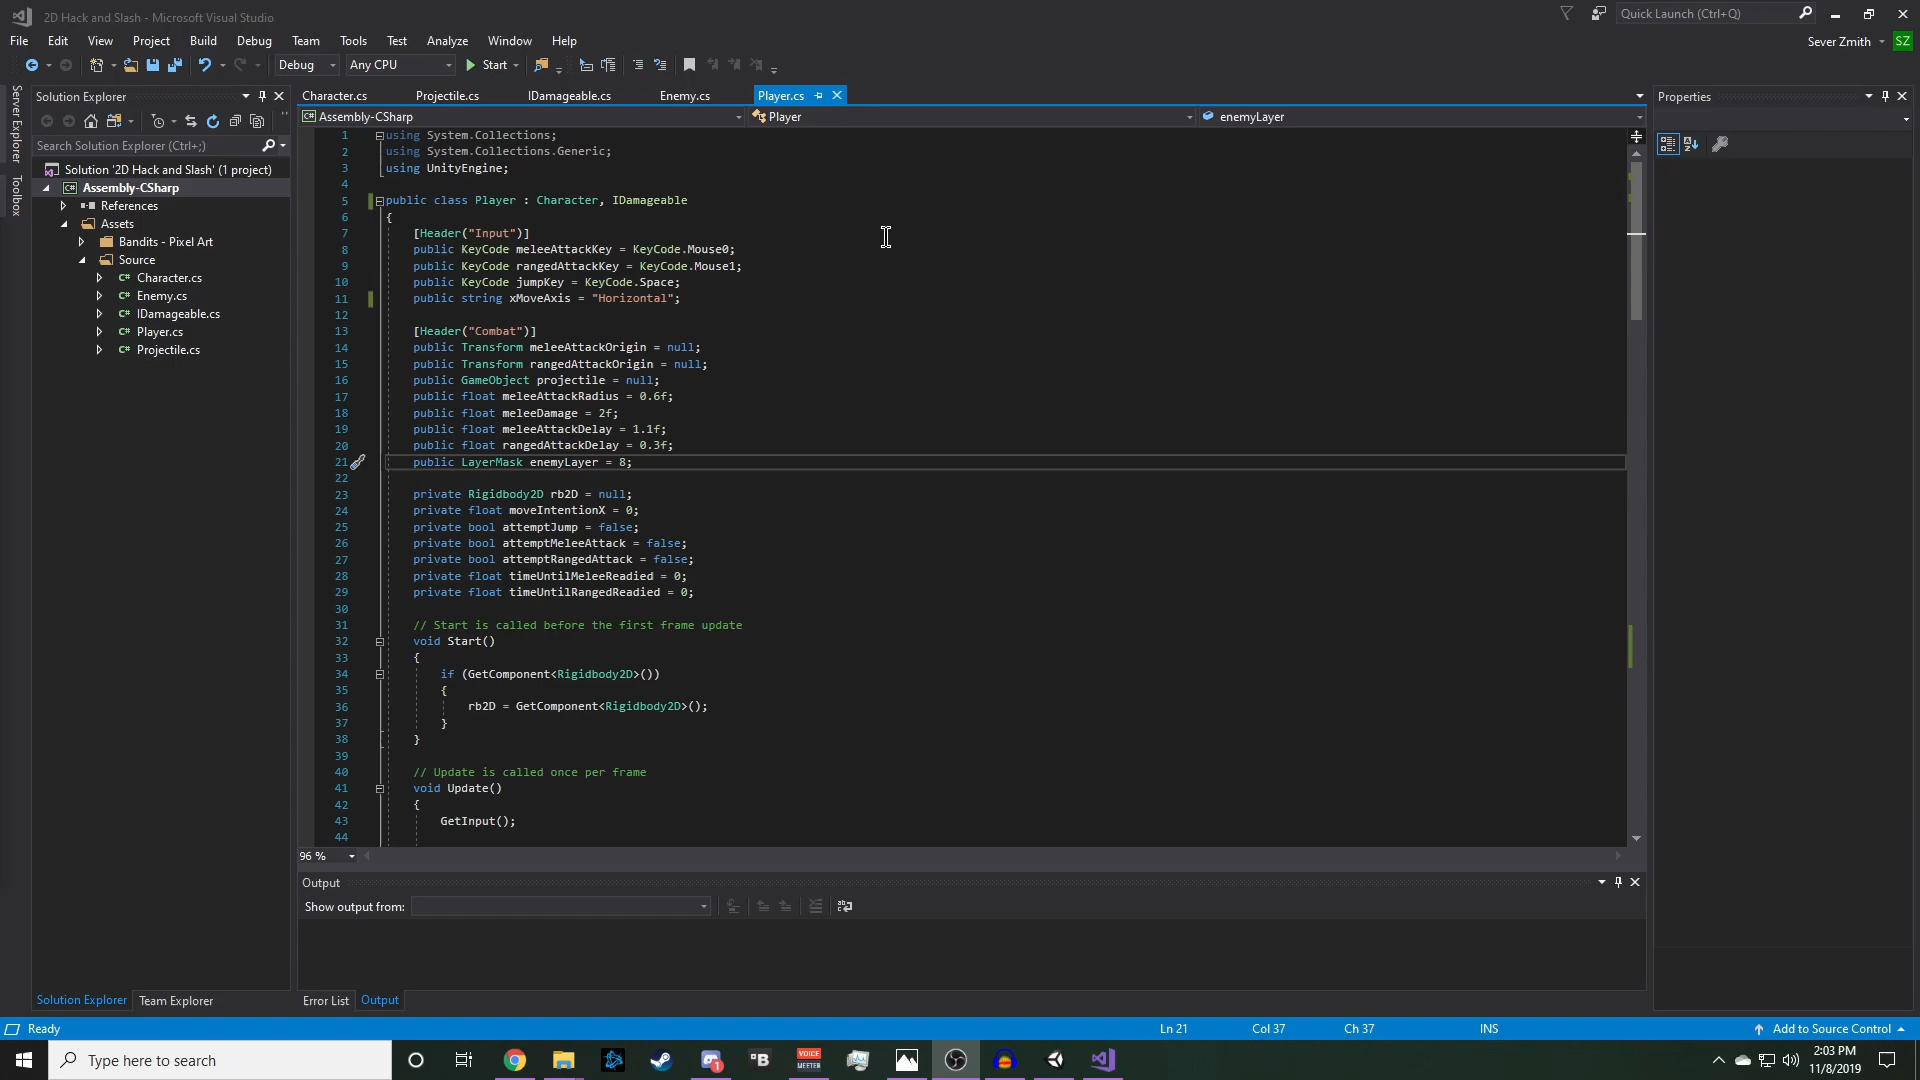 2D Hack and Slash - Microsoft Visual Studio
Quick Launch (Ctrl+Q)
File Edit View Project Build Debug Team Tools Test Analyze Window Help
Sever Zmith SZ
Debug Any CPU Start
Server Explorer
Toolbox
Solution Explorer
Search Solution Explorer (Ctrl+;)
Solution '2D Hack and Slash' (1 project)
C# Assembly-CSharp
References
Assets
Bandits - Pixel Art
Source
C# Character.cs
C# Enemy.cs
C# IDamageable.cs
C# Player.cs
C# Projectile.cs
Solution Explorer Team Explorer
Character.cs Projectile.cs IDamageable.cs Enemy.cs Player.cs
C# Assembly-CSharp Player enemyLayer
1 using System.Collections;
2 using System.Collections.Generic;
3 using UnityEngine;
4
5 public class Player : Character, IDamageable
6 {
7 [Header("Input")]
8 public KeyCode meleeAttackKey = KeyCode.Mouse0;
9 public KeyCode rangedAttackKey = KeyCode.Mouse1;
10 public KeyCode jumpKey = KeyCode.Space;
11 public string xMoveAxis = "Horizontal";
12
13 [Header("Combat")]
14 public Transform meleeAttackOrigin = null;
15 public Transform rangedAttackOrigin = null;
16 public GameObject projectile = null;
17 public float meleeAttackRadius = 0.6f;
18 public float meleeDamage = 2f;
19 public float meleeAttackDelay = 1.1f;
20 public float rangedAttackDelay = 0.3f;
21 public LayerMask enemyLayer = 8;
22
23 private Rigidbody2D rb2D = null;
24 private float moveIntentionX = 0;
25 private bool attemptJump = false;
26 private bool attemptMeleeAttack = false;
27 private bool attemptRangedAttack = false;
28 private float timeUntilMeleeReadied = 0;
29 private float timeUntilRangedReadied = 0;
30
31 // Start is called before the first frame update
32 void Start()
33 {
34 if (GetComponent<Rigidbody2D>())
35 {
36 rb2D = GetComponent<Rigidbody2D>();
37 }
38 }
39
40 // Update is called once per frame
41 void Update()
42 {
43 GetInput();
44
96 %
Output
Show output from:
Error List Output
Properties
Ready Ln 21 Col 37 Ch 37 INS Add to Source Control
Type here to search
B
VOICE
MEETER
1
2:03 PM
11/8/2019